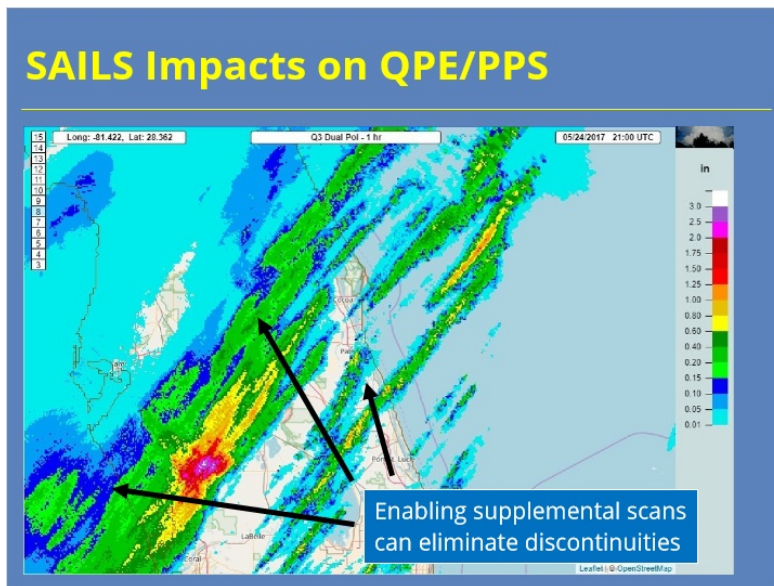 SAILS Impacts on QPE/PPS
15
14
13
12
11
10
9
8
7
6
5
4
3
Long: -81.422, Lat: 28.362
Q3 Dual Pol - 1 hr
05/24/2017 21:00 UTC
in
3.0
2.5
2.0
1.75
1.50
1.25
1.00
0.80
0.60
0.40
0.20
0.15
0.10
0.05
0.01
Cocoa
LaBelle
Coral
Enabling supplemental scans
can eliminate discontinuities
Leaflet | © OpenStreetMap